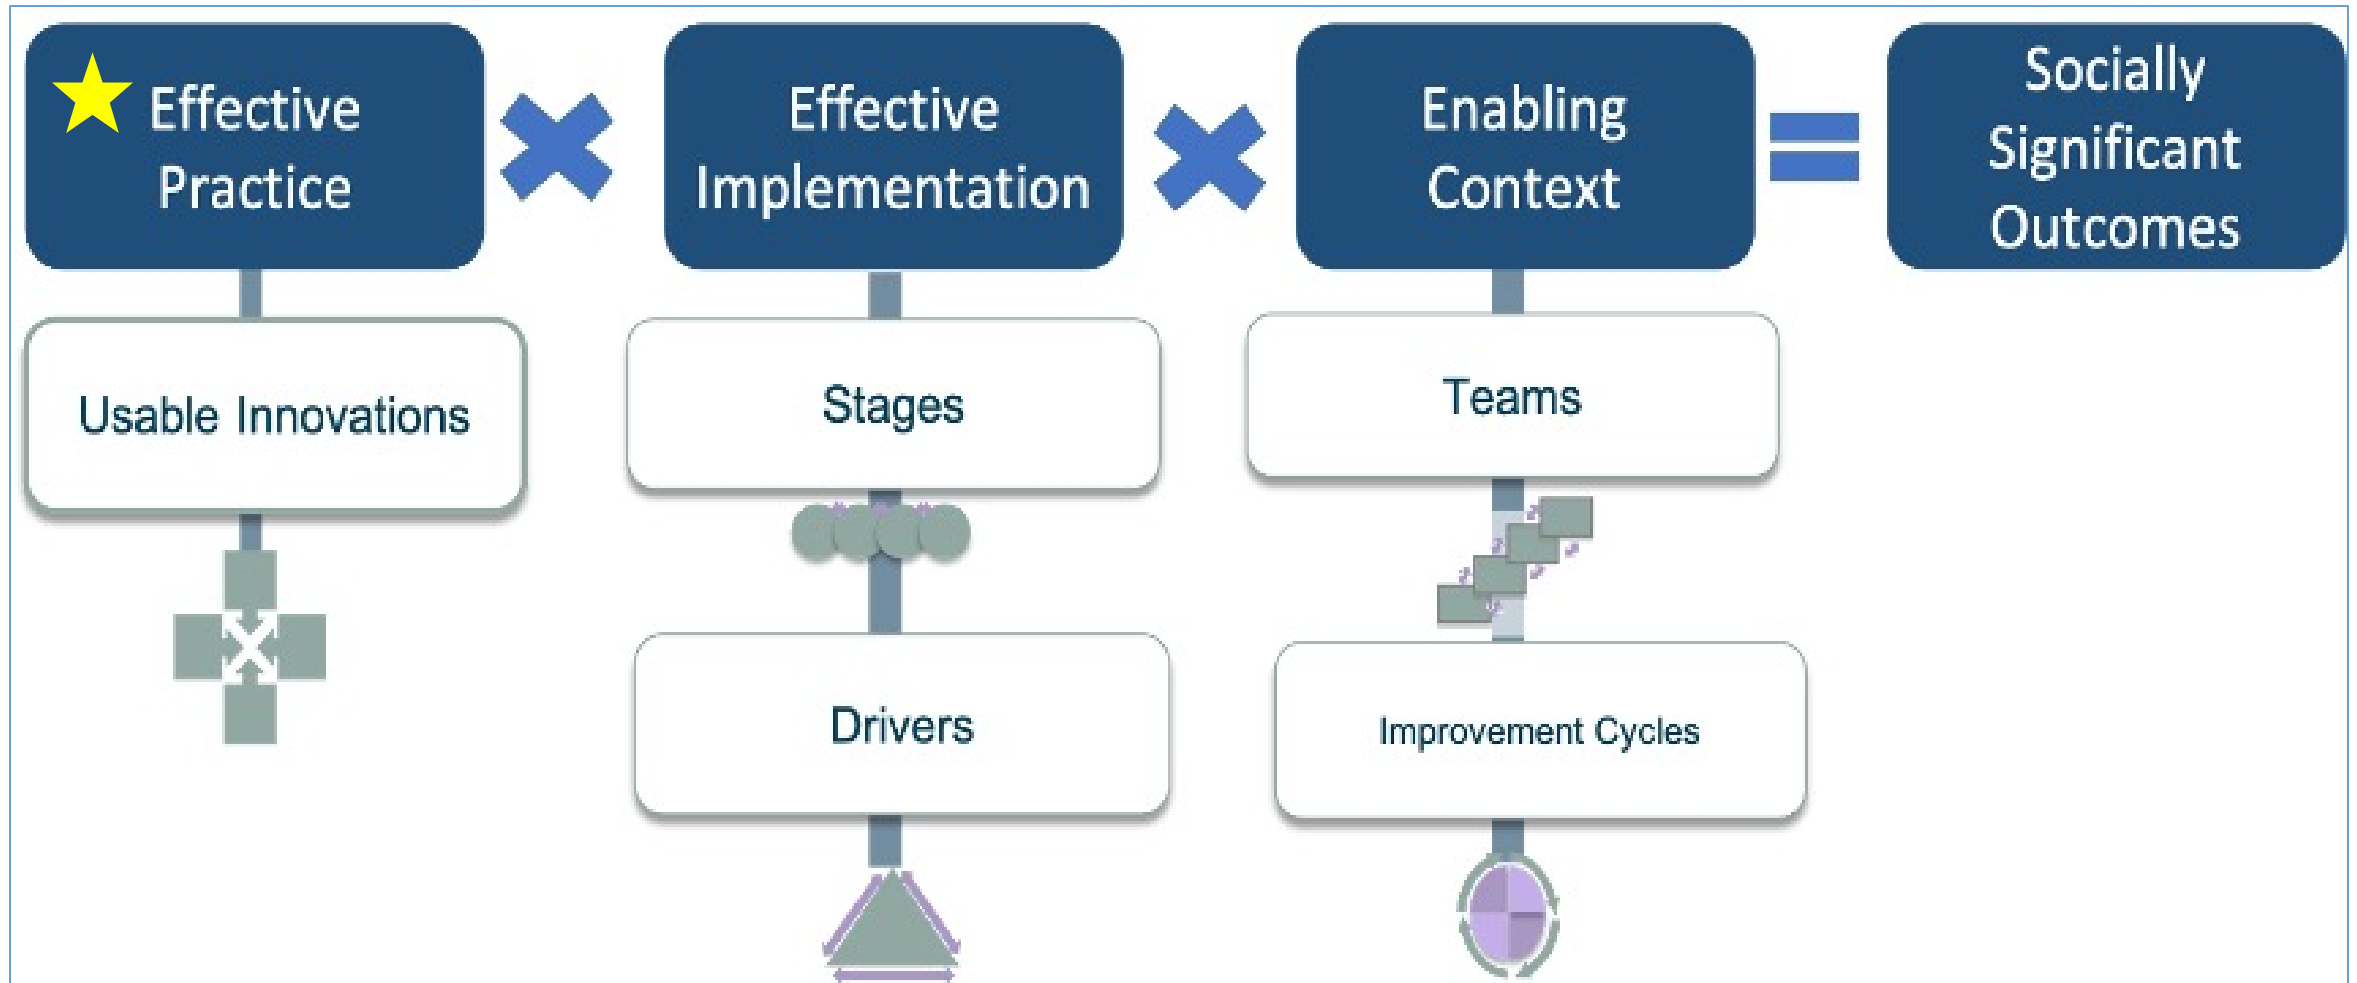 Effective
Practice
Effective
Implementation
Enabling
Context
Socially
Significant
Outcomes
Usable Innovations
Stages
Teams
Drivers
Improvement Cycles